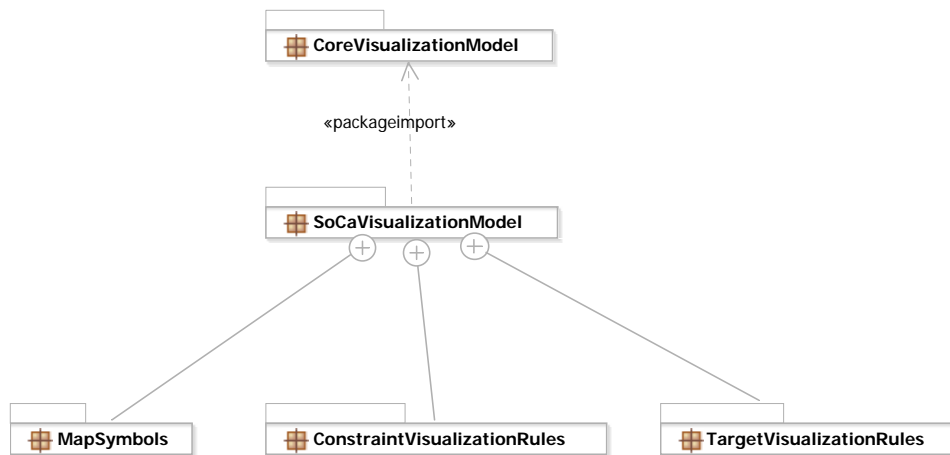 CoreVisualizationModel
«packageimport»
SoCaVisualizationModel
MapSymbols
ConstraintVisualizationRules
TargetVisualizationRules